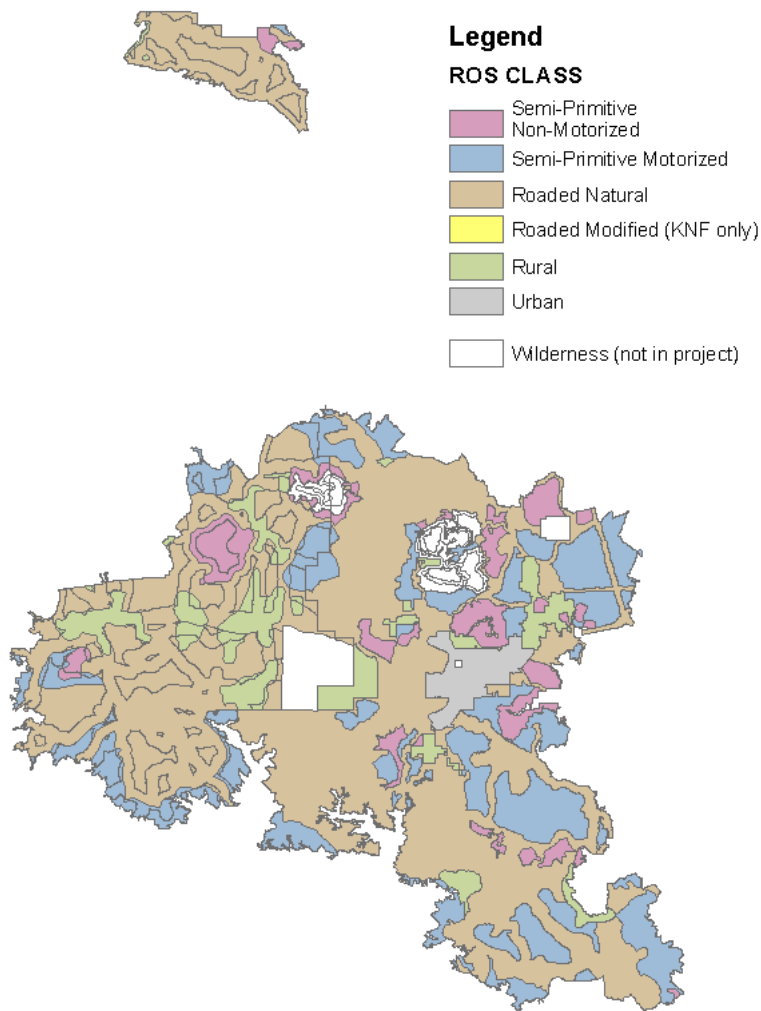 Legend
ROS CLASS
Semi-Primitive
Non-Motorized
Semi-Primitive Motorized
Roaded Natural
Roaded Modified (KNF only)
Rural
Urban
Wilderness (not in project)